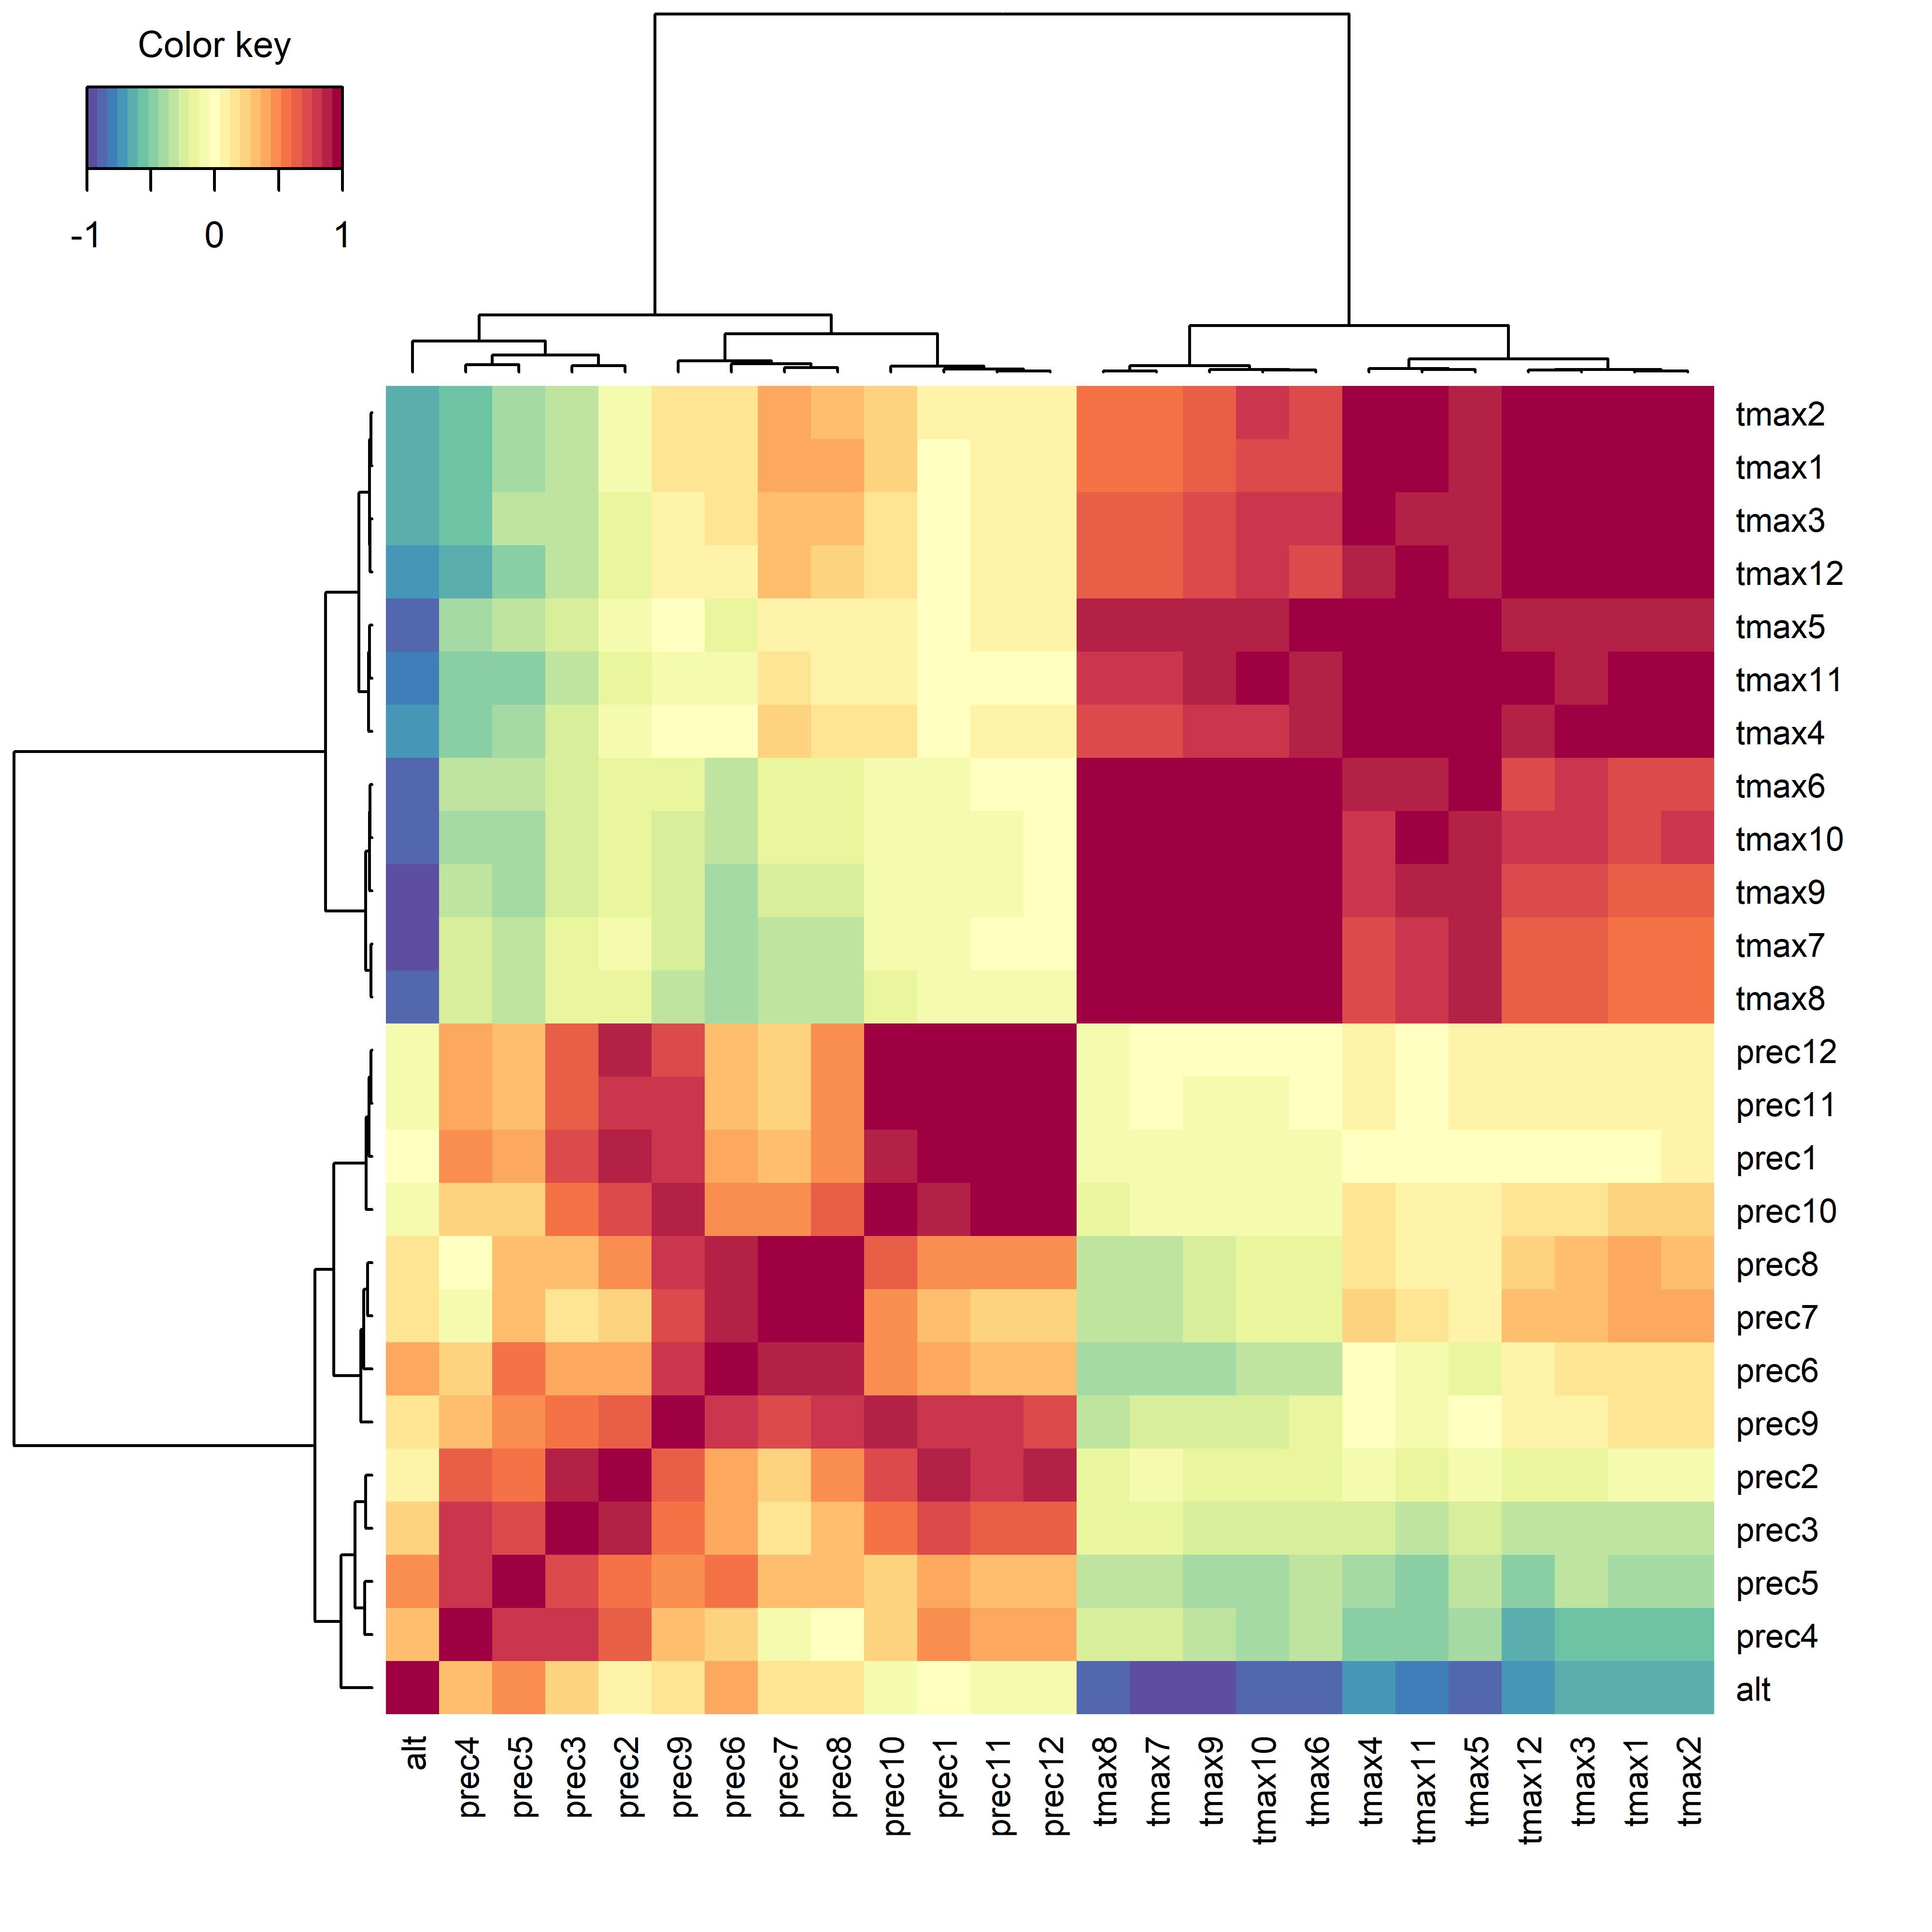 Color key
-1 0 1
tmax2
tmax1
tmax3
tmax12
tmax5
tmax11
tmax4
tmax6
tmax10
tmax9
tmax7
tmax8
prec12
prec11
prec1
prec10
prec8
prec7
prec6
prec9
prec2
prec3
prec5
prec4
alt
alt prec4 prec5 prec3 prec2 prec9 prec6 prec7 prec8 prec10 prec1 prec11 prec12 tmax8 tmax7 tmax9 tmax10 tmax6 tmax4 tmax11 tmax5 tmax12 tmax3 tmax1 tmax2